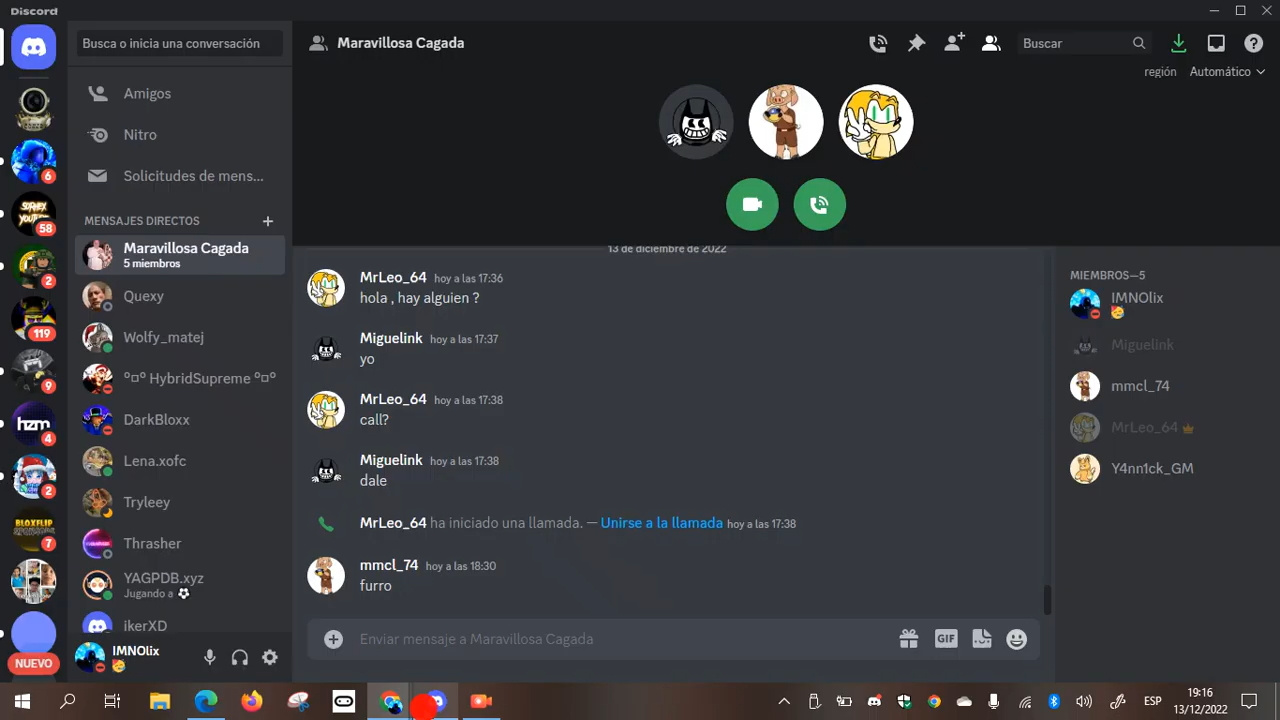 Discord
Busca o inicia una conversación
Maravillosa Cagada
Buscar
región Automático
Amigos
Nitro
Solicitudes de mens...
MENSAJES DIRECTOS
Maravillosa Cagada
5 miembros
Quexy
Wolfy_matej
º¤º HybridSupreme º¤º
DarkBloxx
Lena.xofc
Tryleey
Thrasher
YAGPDB.xyz
Jugando a
ikerXD
IMNOlix
6
SORHEX
YOUTUBE
58
2
119
9
hzm
4
2
BLOXFLIP
7
NUEVO
13 de diciembre de 2022
MrLeo_64 hoy a las 17:36
hola , hay alguien ?
Miguelink hoy a las 17:37
yo
MrLeo_64 hoy a las 17:38
call?
Miguelink hoy a las 17:38
dale
MrLeo_64 ha iniciado una llamada. — Unirse a la llamada hoy a las 17:38
mmcl_74 hoy a las 18:30
furro
Enviar mensaje a Maravillosa Cagada
GIF
MIEMBROS—5
IMNOlix
Miguelink
mmcl_74
MrLeo_64
Y4nn1ck_GM
ESP
19:16
13/12/2022